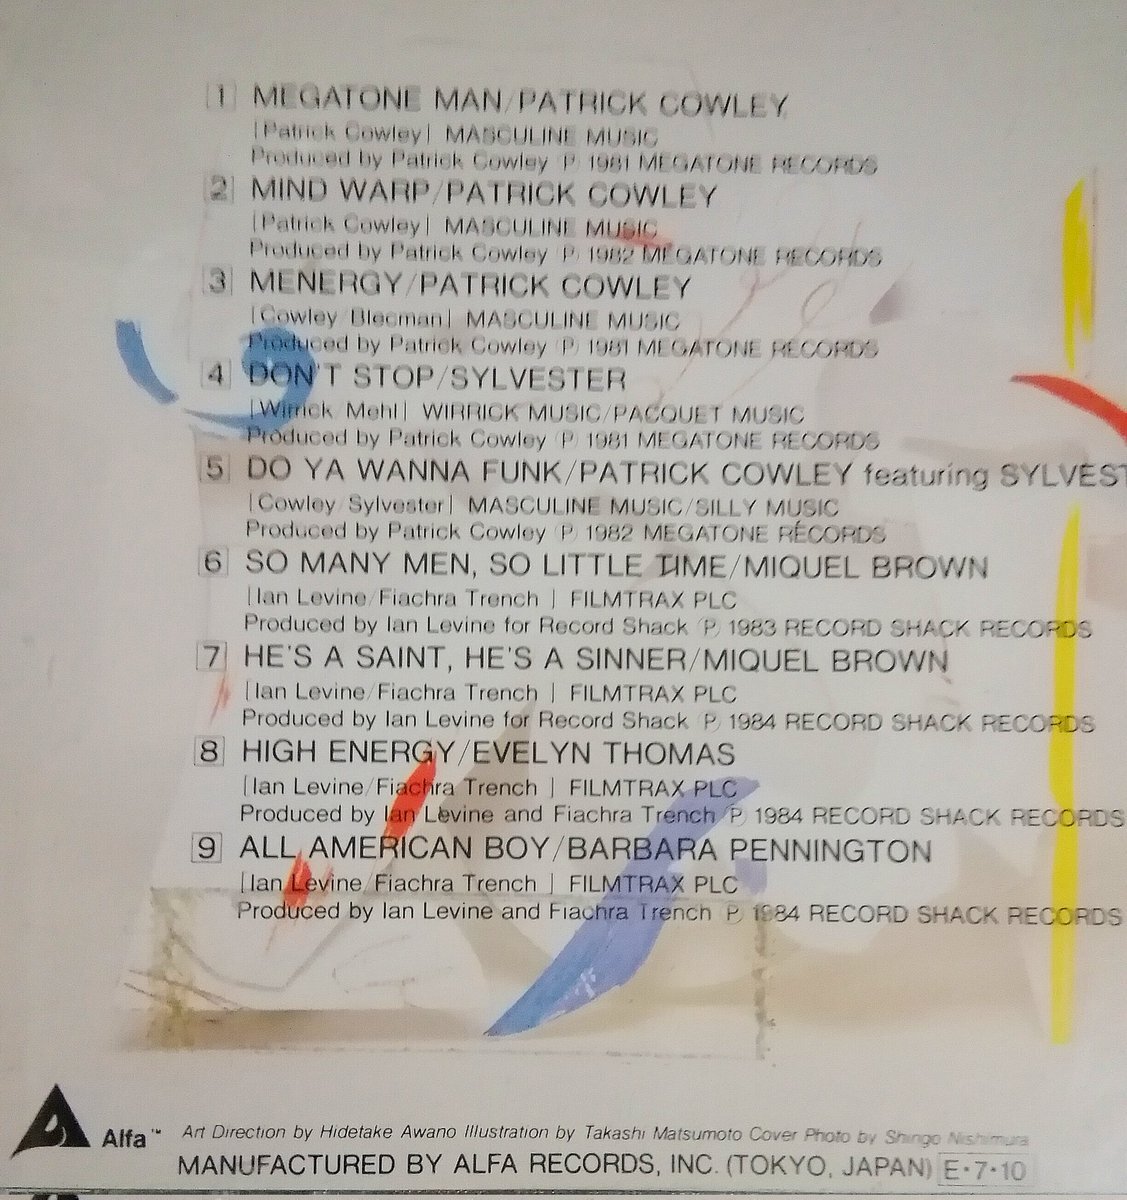 1 MEGATONE MAN/PATRICK COWLEY
[Patrick Cowley] MASCULINE MUSIC
Produced by Patrick Cowley Ⓟ 1981 MEGATONE RECORDS
2 MIND WARP/PATRICK COWLEY
[Patrick Cowley] MASCULINE MUSIC
Produced by Patrick Cowley Ⓟ 1982 MEGATONE RECORDS
3 MENERGY/PATRICK COWLEY
[Cowley/Blecman] MASCULINE MUSIC
Produced by Patrick Cowley Ⓟ 1981 MEGATONE RECORDS
4 DON'T STOP/SYLVESTER
[Wirrick/Mehl] WIRRICK MUSIC/PACQUET MUSIC
Produced by Patrick Cowley Ⓟ 1981 MEGATONE RECORDS
5 DO YA WANNA FUNK/PATRICK COWLEY featuring SYLVEST
[Cowley/Sylvester] MASCULINE MUSIC/SILLY MUSIC
Produced by Patrick Cowley Ⓟ 1982 MEGATONE RECORDS
6 SO MANY MEN, SO LITTLE TIME/MIQUEL BROWN
[Ian Levine/Fiachra Trench] FILMTRAX PLC
Produced by Ian Levine for Record Shack Ⓟ 1983 RECORD SHACK RECORDS
7 HE'S A SAINT, HE'S A SINNER/MIQUEL BROWN
[Ian Levine/Fiachra Trench] FILMTRAX PLC
Produced by Ian Levine for Record Shack Ⓟ 1984 RECORD SHACK RECORDS
8 HIGH ENERGY/EVELYN THOMAS
[Ian Levine/Fiachra Trench] FILMTRAX PLC
Produced by Ian Levine and Fiachra Trench Ⓟ 1984 RECORD SHACK RECORDS
9 ALL AMERICAN BOY/BARBARA PENNINGTON
[Ian Levine/Fiachra Trench] FILMTRAX PLC
Produced by Ian Levine and Fiachra Trench Ⓟ 1984 RECORD SHACK RECORDS
Alfa™ Art Direction by Hidetake Awano Illustration by Takashi Matsumoto Cover Photo by Shingo Nishimura
MANUFACTURED BY ALFA RECORDS, INC. (TOKYO, JAPAN) E·7·10